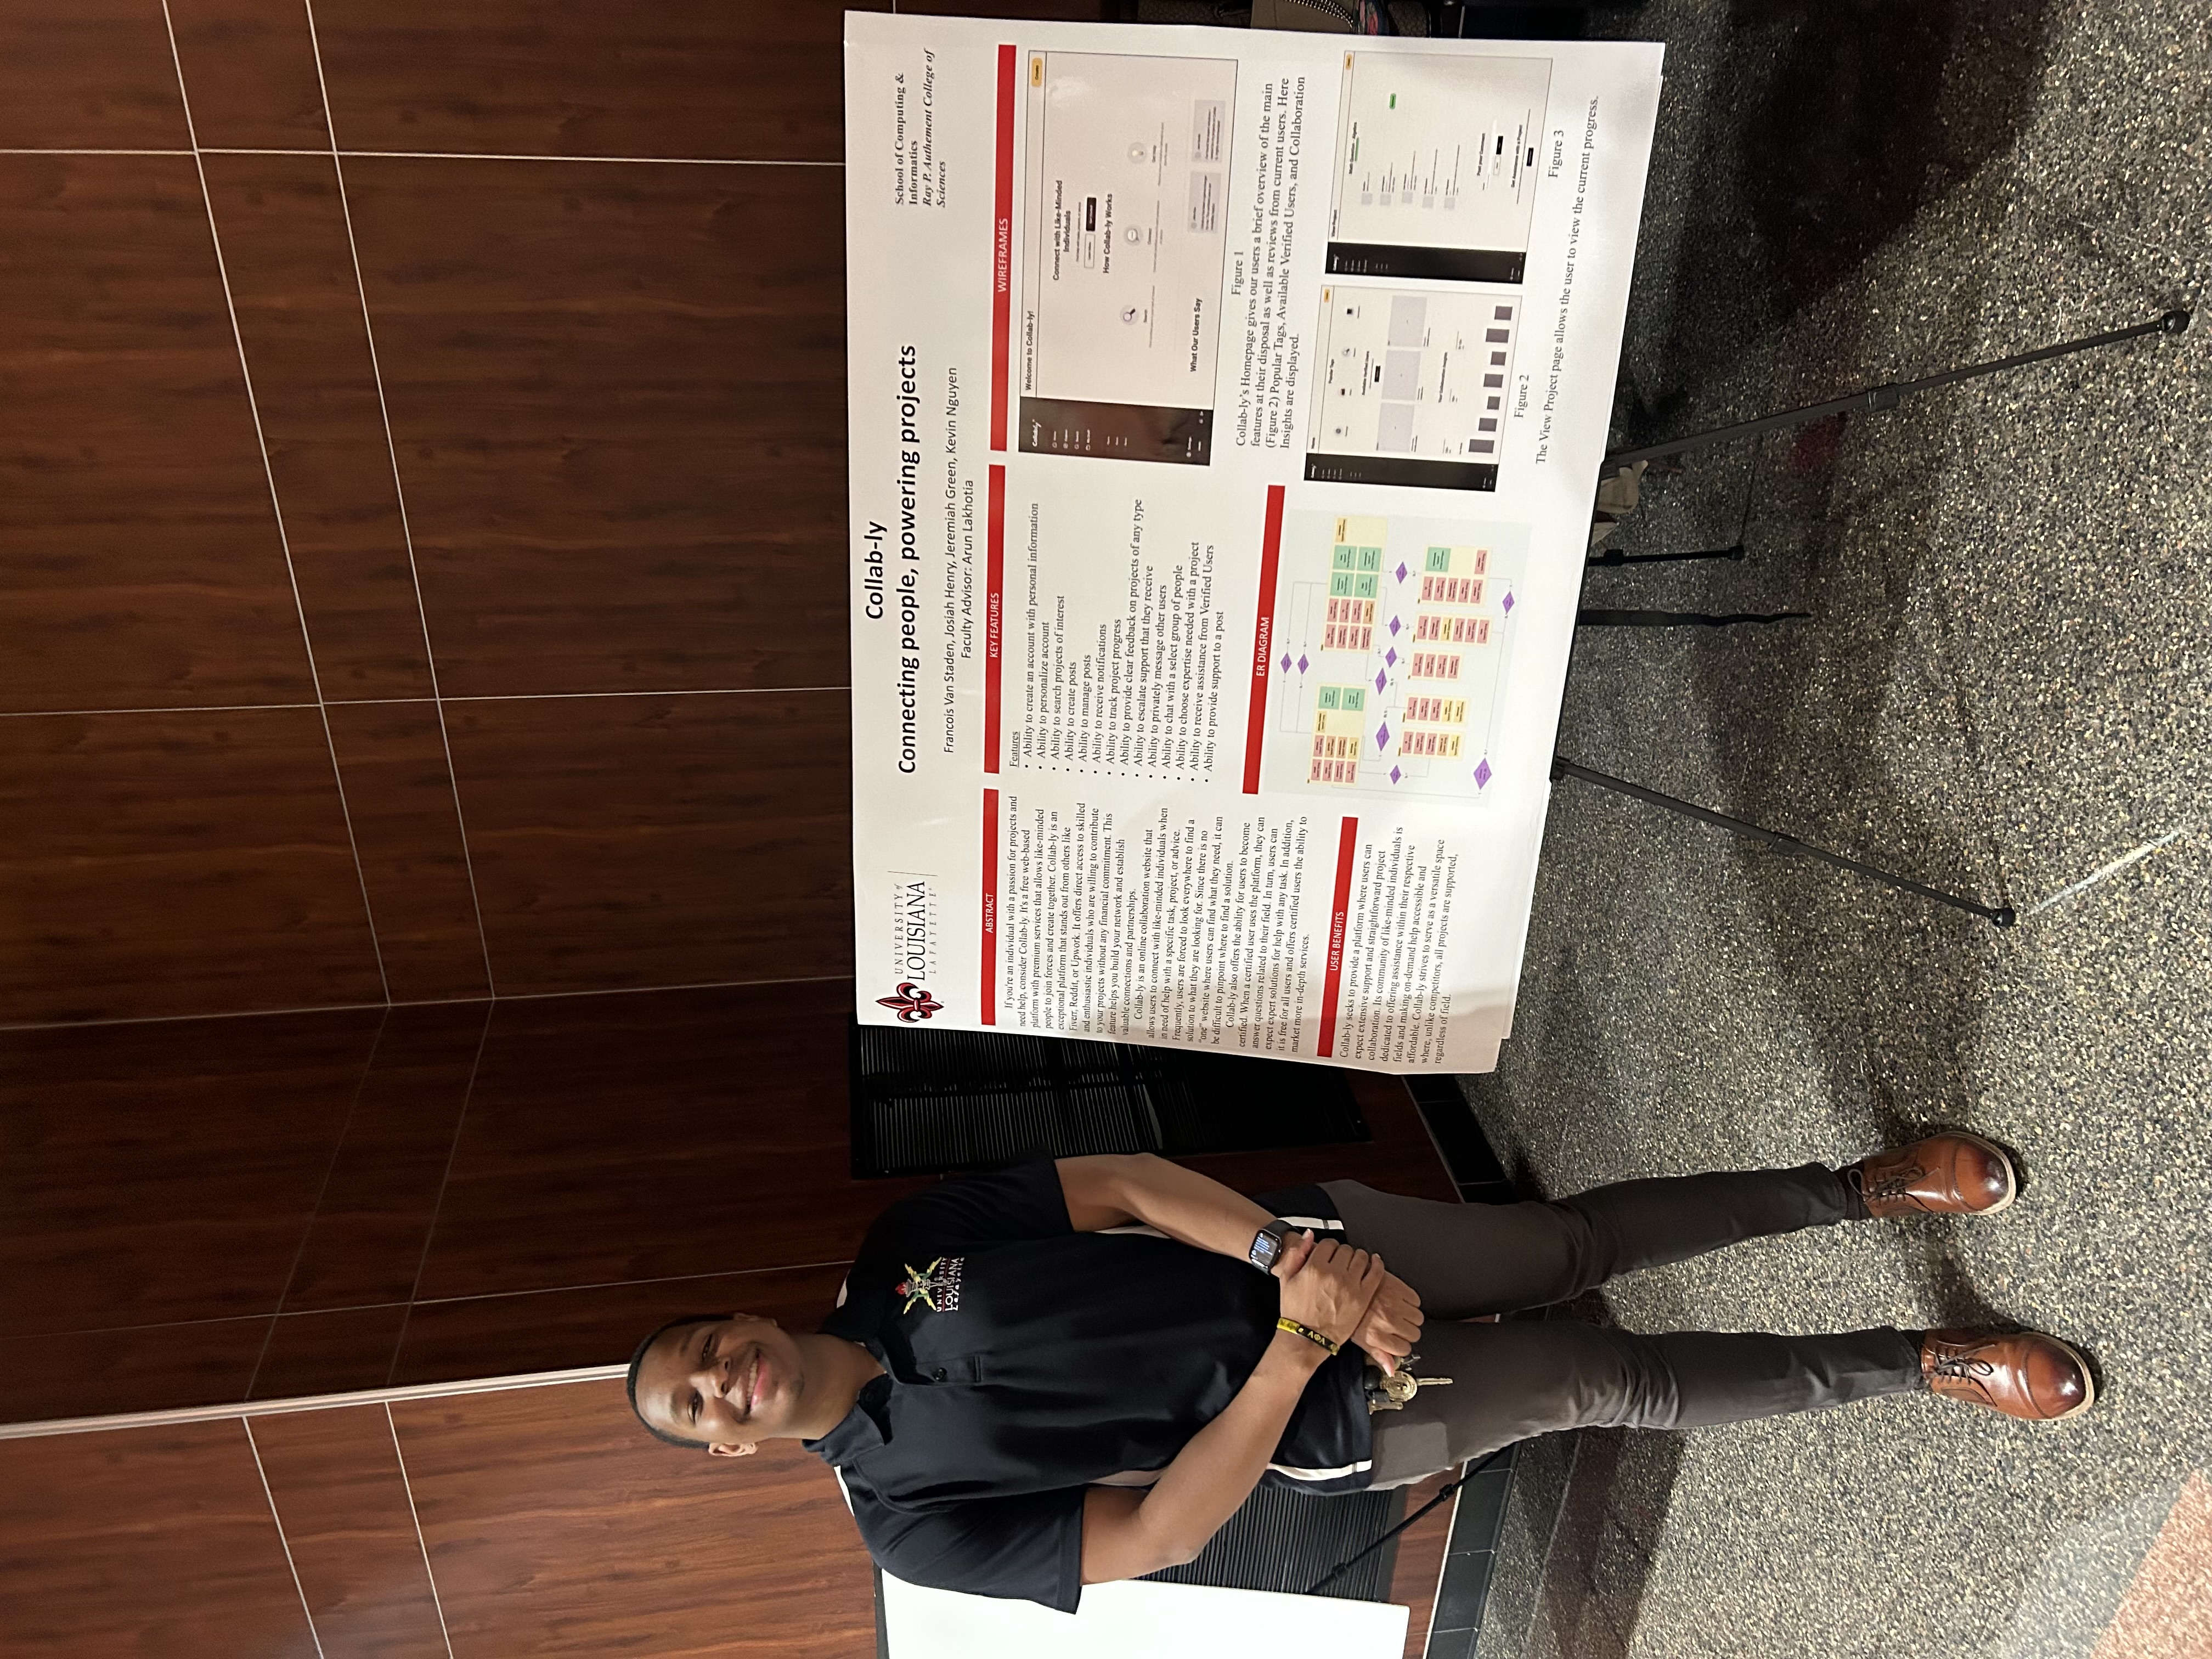 UNIVERSITY
LOUISIANA
Lafayette
UNIVERSITY of
LOUISIANA
LAFAYETTE
Collab-ly
Connecting people, powering projects
Francois Van Staden, Josiah Henry, Jeremiah Green, Kevin Nguyen
Faculty Advisor: Arun Lakhotia
School of Computing &
Informatics
Ray P. Authement College of
Sciences
ABSTRACT
If you're an individual with a passion for projects and
need help, consider Collab-ly. It's a free web-based
platform with premium services that allows like-minded
people to join forces and create together. Collab-ly is an
exceptional platform that stands out from others like
Fiverr, Reddit, or Upwork. It offers direct access to skilled
and enthusiastic individuals who are willing to contribute
to your projects without any financial commitment. This
feature helps you build your network and establish
valuable connections and partnerships.
Collab-ly is an online collaboration website that
allows users to connect with like-minded individuals when
in need of help with a specific task, project, or advice.
Frequently, users are forced to look everywhere to find a
solution to what they are looking for. Since there is no
"one" website where users can find what they need, it can
be difficult to pinpoint where to find a solution.
Collab-ly also offers the ability for users to become
certified. When a certified user uses the platform, they can
answer questions related to their field. In turn, users can
expect expert solutions for help with any task. In addition,
it is free for all users and offers certified users the ability to
market more in-depth services.
USER BENEFITS
Collab-ly seeks to provide a platform where users can
expect extensive support and straightforward project
collaboration. Its community of like-minded individuals is
dedicated to offering assistance within their respective
fields and making on-demand help accessible and
affordable. Collab-ly strives to serve as a versatile space
where, unlike competitors, all projects are supported,
regardless of field.
KEY FEATURES
Features
• Ability to create an account with personal information
• Ability to personalize account
• Ability to search projects of interest
• Ability to create posts
• Ability to manage posts
• Ability to receive notifications
• Ability to track project progress
• Ability to provide clear feedback on projects of any type
• Ability to escalate support that they receive
• Ability to privately message other users
• Ability to chat with a select group of people
• Ability to choose expertise needed with a project
• Ability to receive assistance from Verified Users
• Ability to provide support to a post
ER DIAGRAM
WIREFRAMES
Collab-ly
Welcome to Collab-ly!
Create
Connect with Like-Minded
Individuals
How Collab-ly Works
Search
Connect
Get Help
What Our Users Say
Figure 1
Collab-ly's Homepage gives our users a brief overview of the main
features at their disposal as well as reviews from current users. Here
(Figure 2) Popular Tags, Available Verified Users, and Collaboration
Insights are displayed.
Popular Tags
Available Verified Users
Your Collaboration Insights
Figure 2
View Project
Math Question - Algebra
Post your Comment
Get Assistance with a Project
Figure 3
The View Project page allows the user to view the current progress.